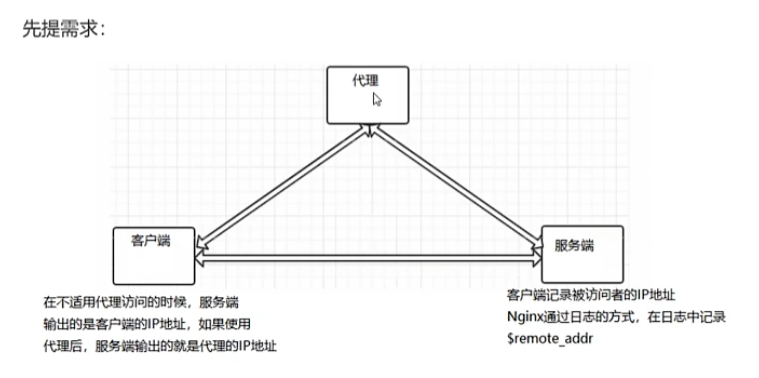 先提需求：
代理
客户端
服务端
在不适用代理访问的时候，服务端
输出的是客户端的IP地址，如果使用
代理后，服务端输出的就是代理的IP地址
客户端记录被访问者的IP地址
Nginx通过日志的方式，在日志中记录
$remote_addr